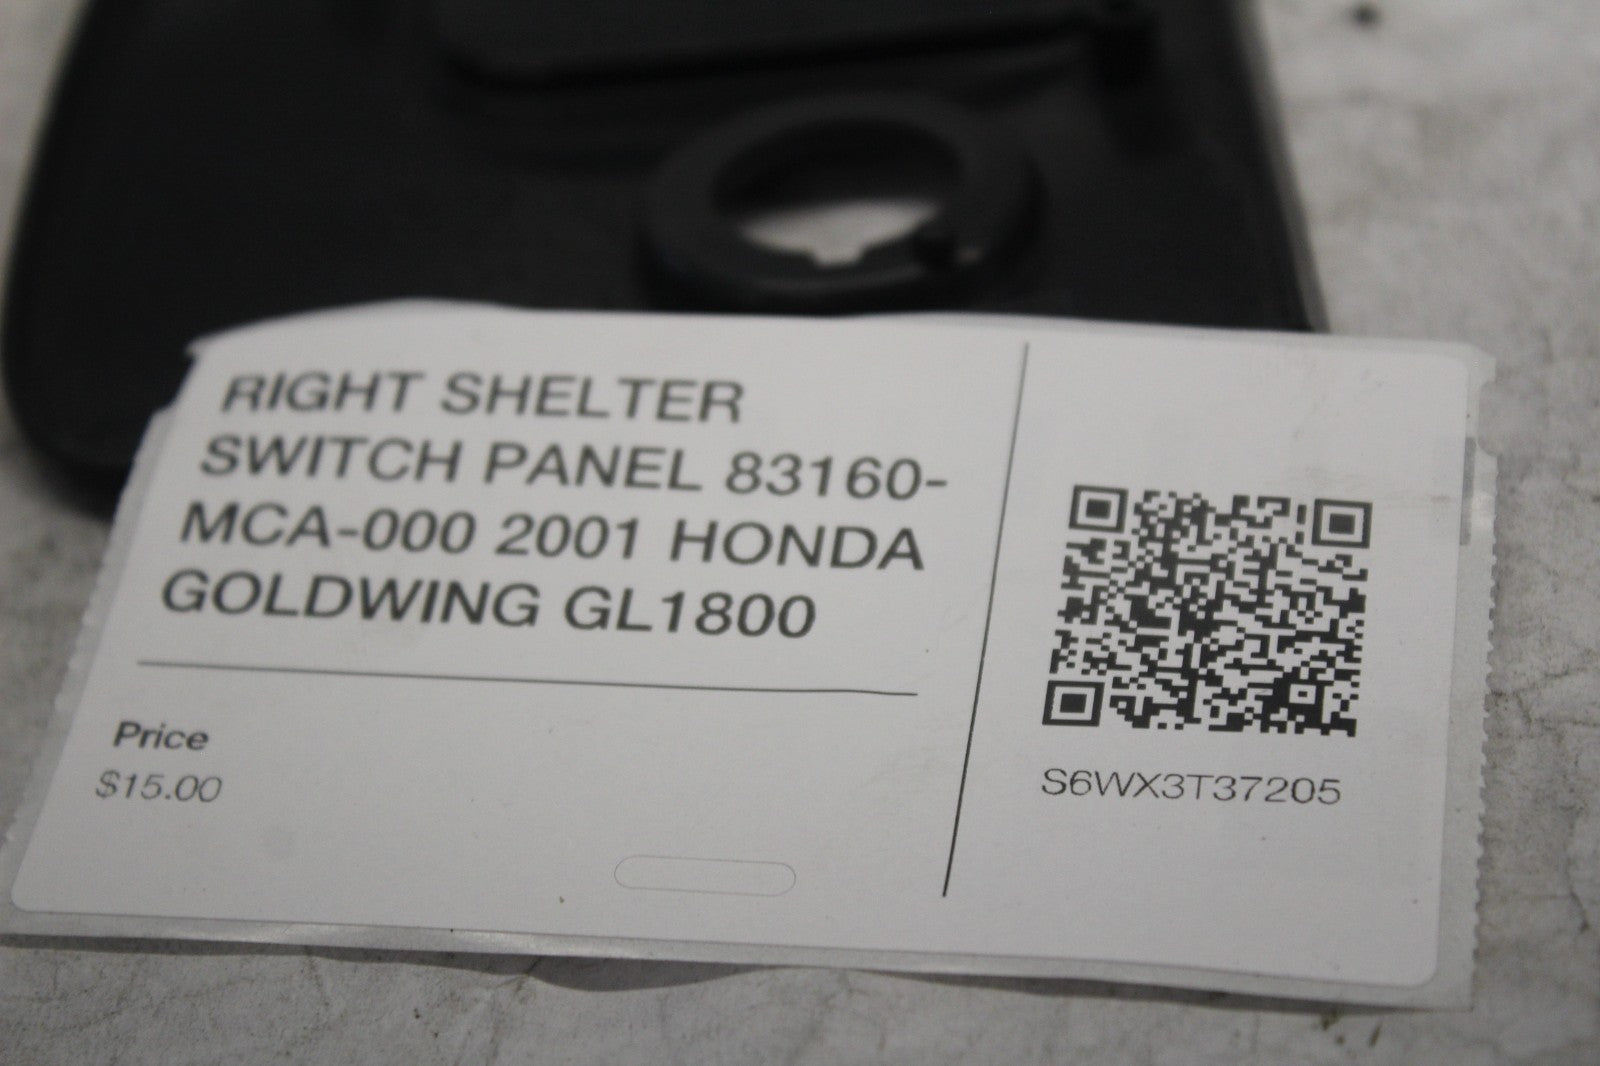 RIGHT SHELTER
SWITCH PANEL 83160-
MCA-000 2001 HONDA
GOLDWING GL1800
Price
$15.00
S6WX3T37205